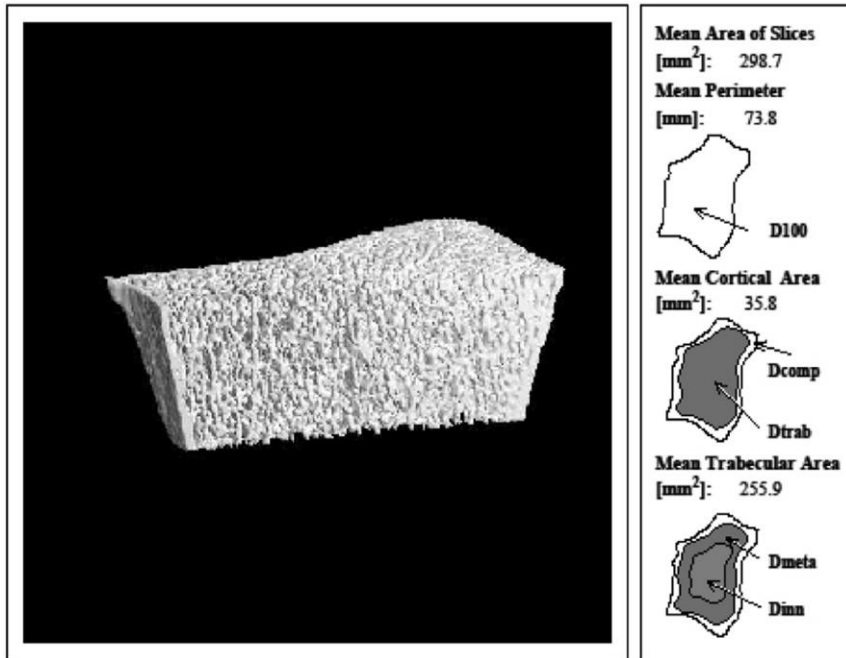 Mean Area of Slices
[mm²]: 298.7
Mean Perimeter
[mm]: 73.8
D100
Mean Cortical Area
[mm²]: 35.8
Dcomp
Dtrab
Mean Trabecular Area
[mm²]: 255.9
Dmeta
Dinn